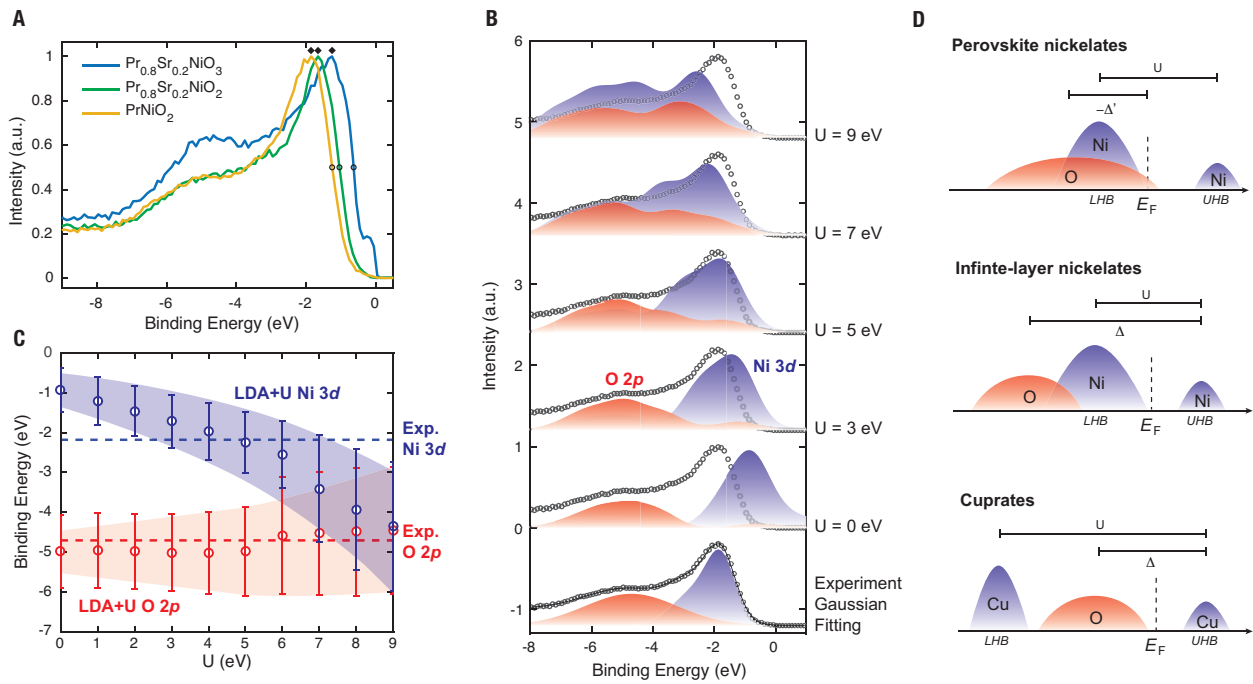 A
Intensity (a.u.)
1
0.8
0.6
0.4
0.2
0
Pr0.8Sr0.2NiO3
Pr0.8Sr0.2NiO2
PrNiO2
-8
-6
-4
-2
0
Binding Energy (eV)
B
Intensity (a.u.)
6
5
4
3
2
1
0
-1
U = 9 eV
U = 7 eV
U = 5 eV
O 2p
Ni 3d
U = 3 eV
U = 0 eV
Experiment
Gaussian
Fitting
-8
-6
-4
-2
0
Binding Energy (eV)
C
Binding Energy (eV)
0
-1
-2
-3
-4
-5
-6
-7
LDA+U Ni 3d
Exp.
Ni 3d
Exp.
O 2p
LDA+U O 2p
0
1
2
3
4
5
6
7
8
9
U (eV)
D
Perovskite nickelates
U
-Δ'
Ni
O
Ni
LHB
EF
UHB
Infinte-layer nickelates
U
Δ
O
Ni
Ni
LHB
EF
UHB
Cuprates
U
Δ
Cu
O
Cu
LHB
EF
UHB